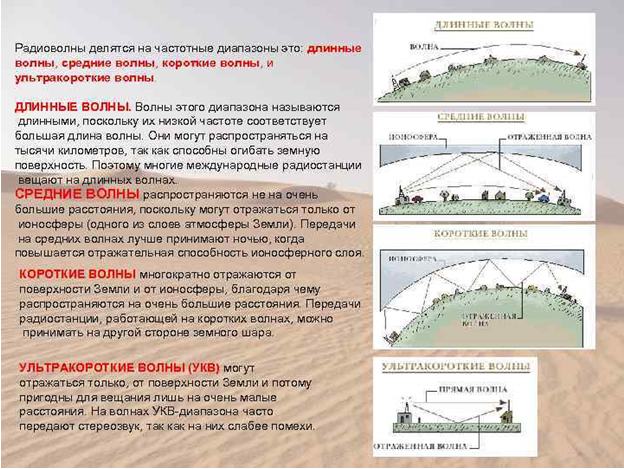 Радиоволны делятся на частотные диапазоны это: длинные
волны, средние волны, короткие волны, и
ультракороткие волны.
ДЛИННЫЕ ВОЛНЫ. Волны этого диапазона называются
длинными, поскольку их низкой частоте соответствует
большая длина волны. Они могут распространяться на
тысячи километров, так как способны огибать земную
поверхность. Поэтому многие международные радиостанции
вещают на длинных волнах.
СРЕДНИЕ ВОЛНЫ распространяются не на очень
большие расстояния, поскольку могут отражаться только от
ионосферы (одного из слоев атмосферы Земли). Передачи
на средних волнах лучше принимают ночью, когда
повышается отражательная способность ионосферного слоя.
КОРОТКИЕ ВОЛНЫ многократно отражаются от
поверхности Земли и от ионосферы, благодаря чему
распространяются на очень большие расстояния. Передачи
радиостанции, работающей на коротких волнах, можно
принимать на другой стороне земного шара.
УЛЬТРАКОРОТКИЕ ВОЛНЫ (УКВ) могут
отражаться только, от поверхности Земли и потому
пригодны для вещания лишь на очень малые
расстояния. На волнах УКВ-диапазона часто
передают стереозвук, так как на них слабее помехи.
ДЛИННЫЕ ВОЛНЫ
ВОЛНА
СРЕДНИЕ ВОЛНЫ
ИОНОСФЕРА
ОТРАЖЕННАЯ ВОЛНА
КОРОТКИЕ ВОЛНЫ
ИОНОСФЕРА
ОТРАЖЕННАЯ
ВОЛНА
УЛЬТРАКОРОТКИЕ ВОЛНЫ
ПРЯМАЯ ВОЛНА
ОТРАЖЕННАЯ ВОЛНА